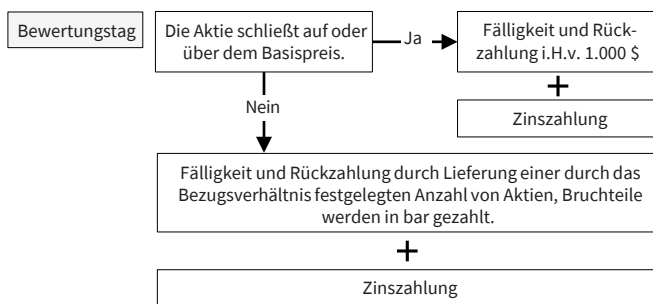 Bewertungstag
Die Aktie schließt auf oder
über dem Basispreis.
Ja
Fälligkeit und Rück-
zahlung i.H.v. 1.000 $
+
Zinszahlung
Nein
Fälligkeit und Rückzahlung durch Lieferung einer durch das
Bezugsverhältnis festgelegten Anzahl von Aktien, Bruchteile
werden in bar gezahlt.
+
Zinszahlung